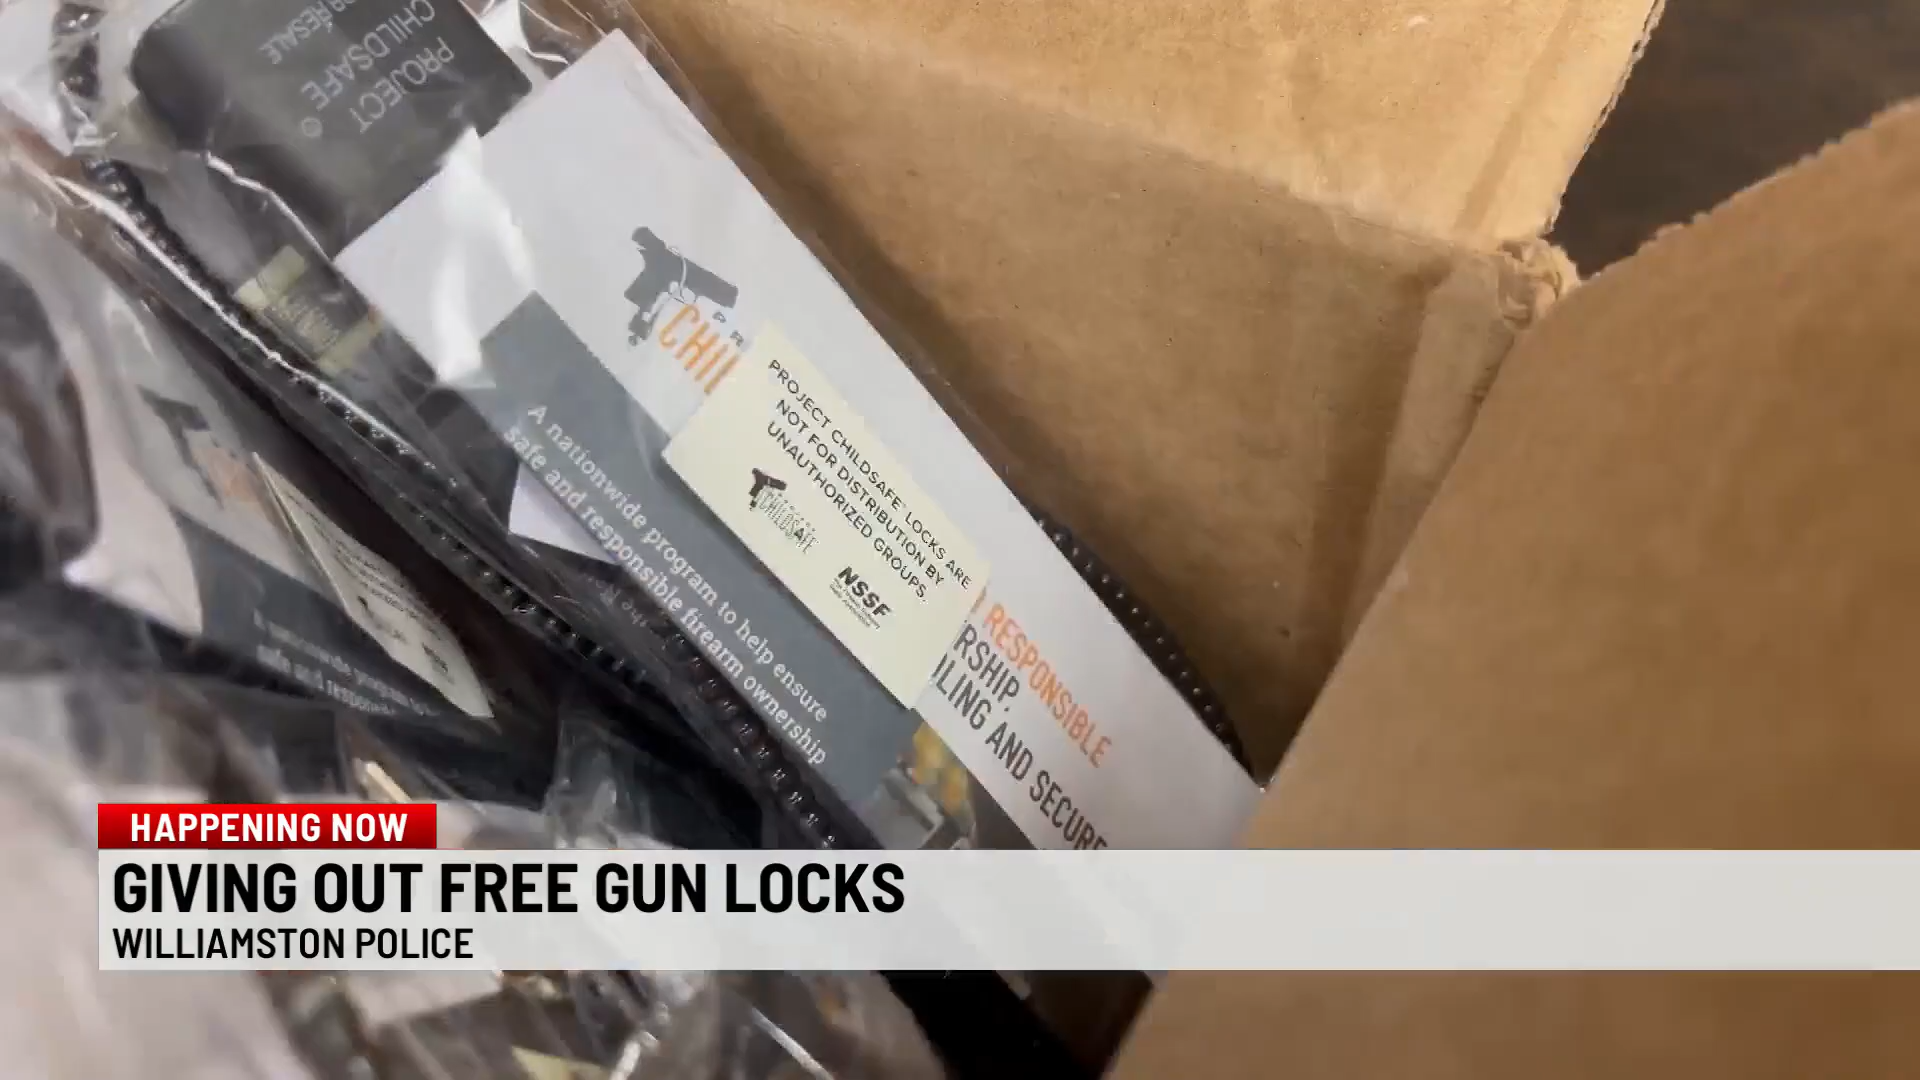 PROJECT
CHILDSAFE
®
OR RESALE
CHIL
A nationwide program to help ensure
safe and responsible firearm ownership
PROJECT CHILDSAFE LOCKS ARE
NOT FOR DISTRIBUTION BY
UNAUTHORIZED GROUPS.
CHILDSAFE
NSSF
RESPONSIBLE
RSHIP,
LING AND SECURE
HAPPENING NOW
GIVING OUT FREE GUN LOCKS
WILLIAMSTON POLICE